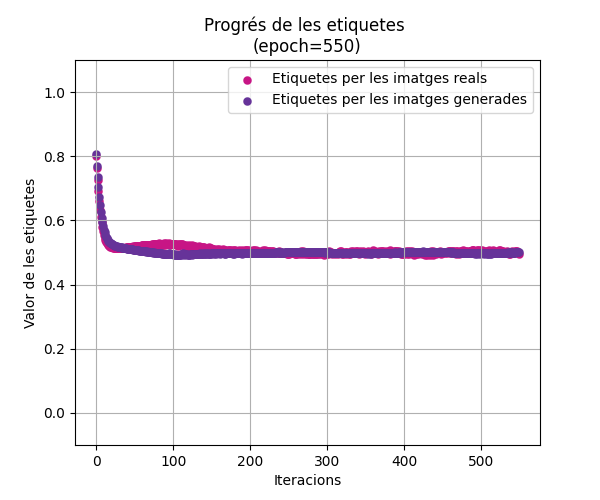 Progrés de les etiquetes
(epoch=550)
Etiquetes per les imatges reals
Etiquetes per les imatges generades
Valor de les etiquetes
1.0
0.8
0.6
0.4
0.2
0.0
0 100 200 300 400 500
Iteracions